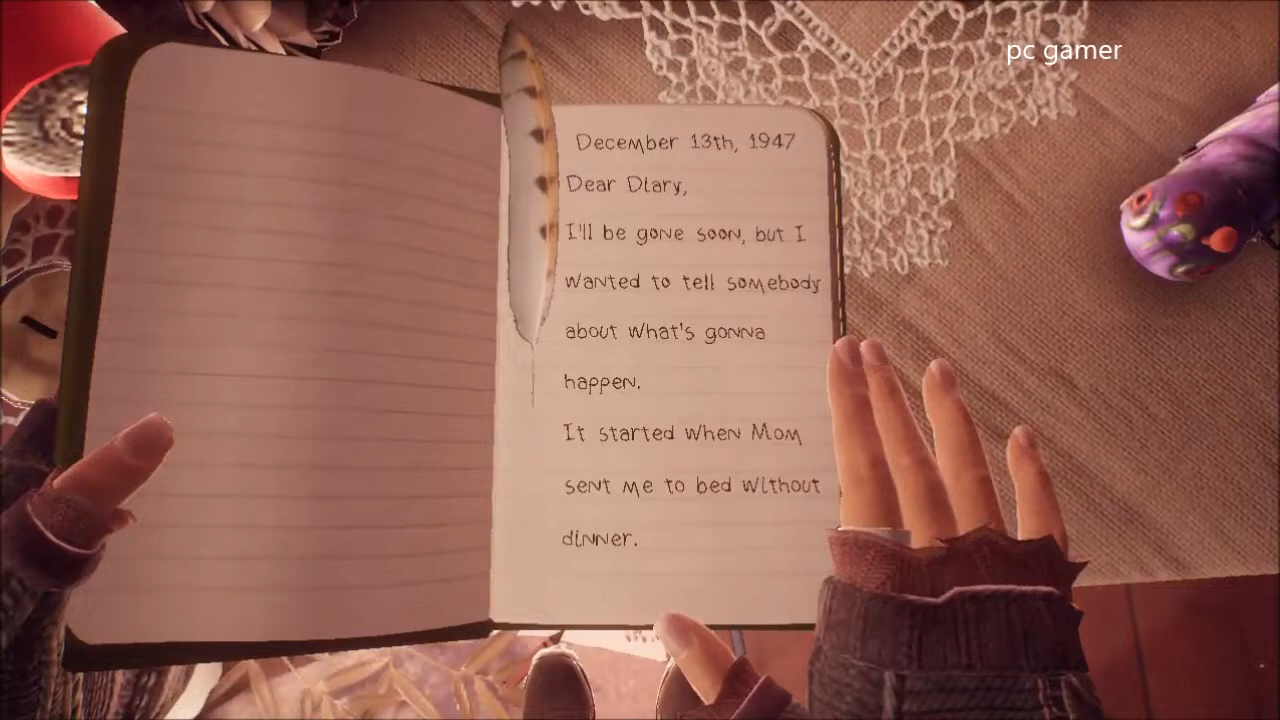 pc gamer
December 13th, 1947
Dear Diary,
I'll be gone soon, but I
wanted to tell somebody
about what's gonna
happen.
It started when Mom
sent me to bed without
dinner.